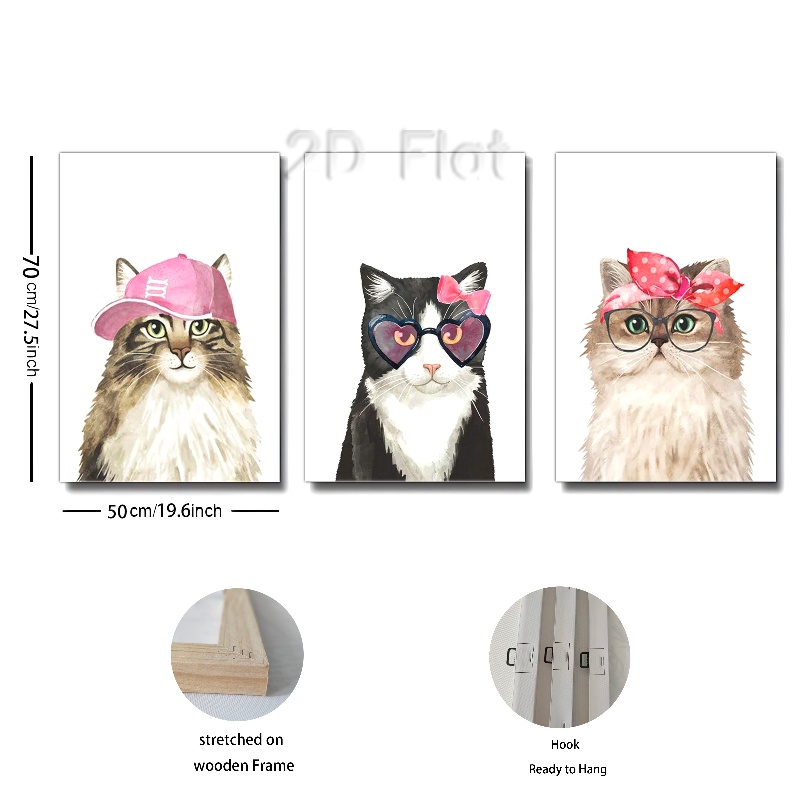 2D Flat
70 cm/27.5inch
50 cm/19.6inch
stretched on
wooden Frame
Hook
Ready to Hang